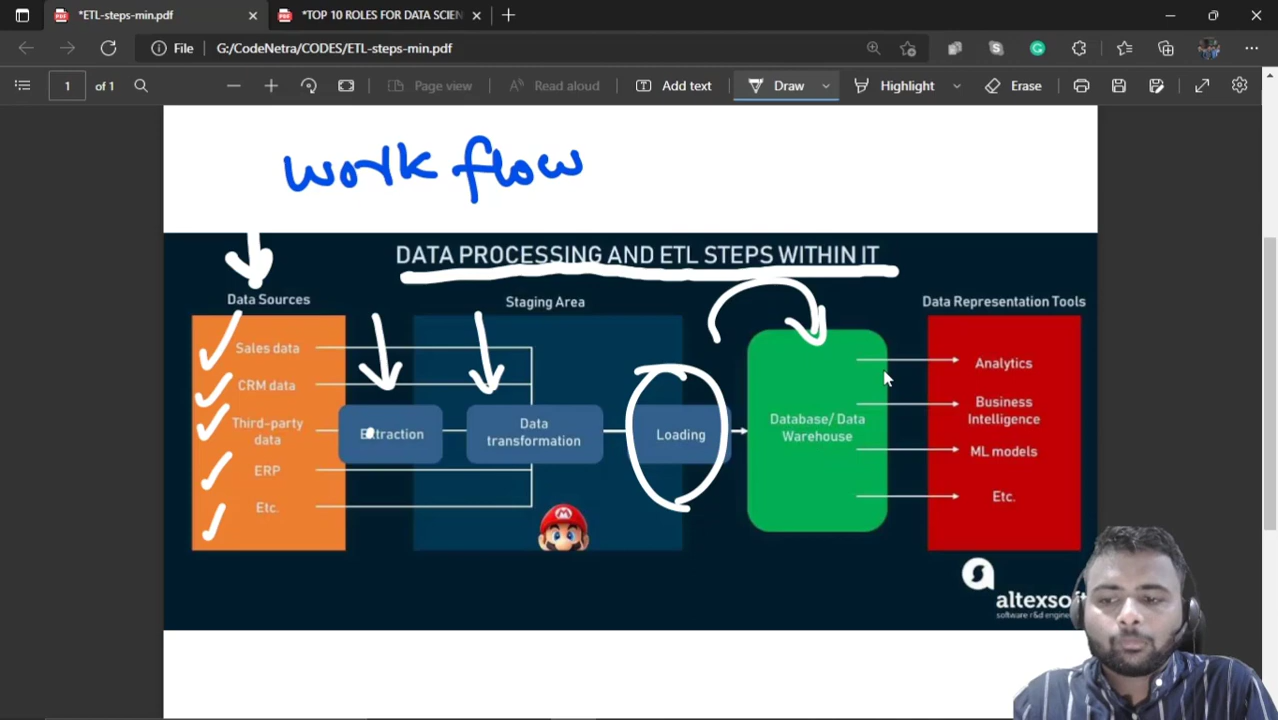 *ETL-steps-min.pdf
*TOP 10 ROLES FOR DATA SCIEN
File G:/CodeNetra/CODES/ETL-steps-min.pdf
1 of 1 Page view Read aloud Add text Draw Highlight Erase
work flow
DATA PROCESSING AND ETL STEPS WITHIN IT
Data Sources
Staging Area
Data Representation Tools
Sales data
CRM data
Third-party
data
ERP
Etc.
Extraction
Data
transformation
Loading
Database/ Data
Warehouse
Analytics
Business
Intelligence
ML models
Etc.
altexsoft
software r&d engine